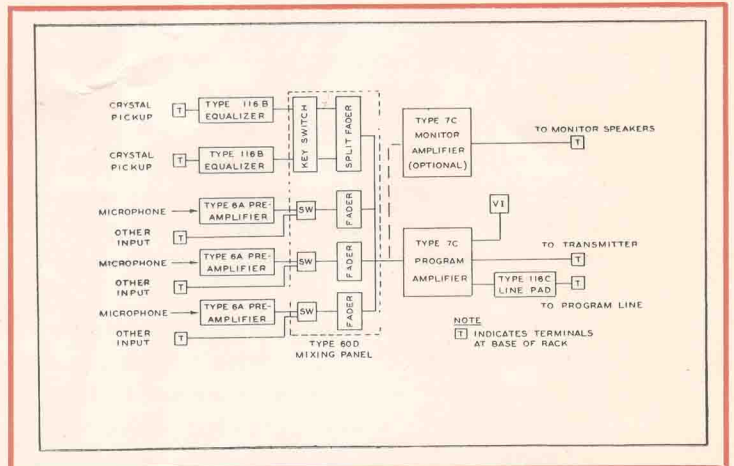 CRYSTAL
PICKUP
T
TYPE 116B
EQUALIZER
CRYSTAL
PICKUP
T
TYPE 116B
EQUALIZER
KEY SWITCH
SPLIT FADER
MICROPHONE
TYPE 6A PRE-
AMPLIFIER
OTHER
INPUT
T
SW
FADER
MICROPHONE
TYPE 6A PRE-
AMPLIFIER
OTHER
INPUT
T
SW
FADER
MICROPHONE
TYPE 6A PRE-
AMPLIFIER
OTHER
INPUT
T
SW
FADER
TYPE 60D
MIXING PANEL
TYPE 7C
MONITOR
AMPLIFIER
(OPTIONAL)
TO MONITOR SPEAKERS
T
VI
TYPE 7C
PROGRAM
AMPLIFIER
TO TRANSMITTER
T
TYPE 116C
LINE PAD
T
TO PROGRAM LINE
NOTE
T INDICATES TERMINALS
AT BASE OF RACK